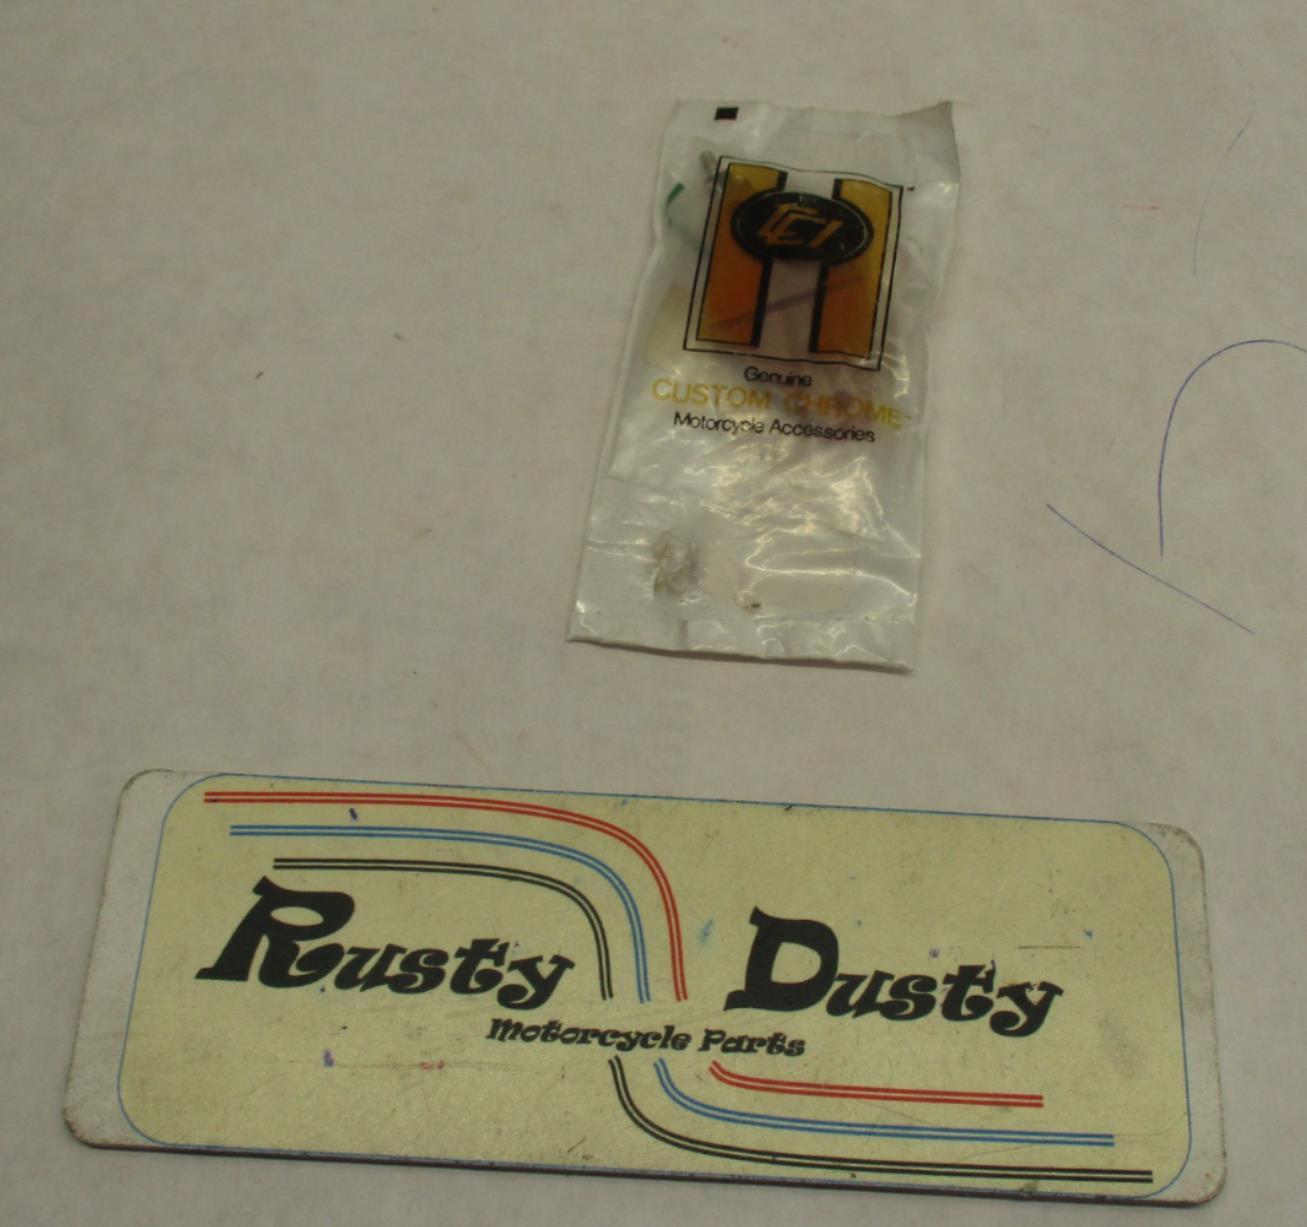 CCI
Genuine
CUSTOM CHROME
Motorcycle Accessories
Rusty Dusty
Motorcycle Parts